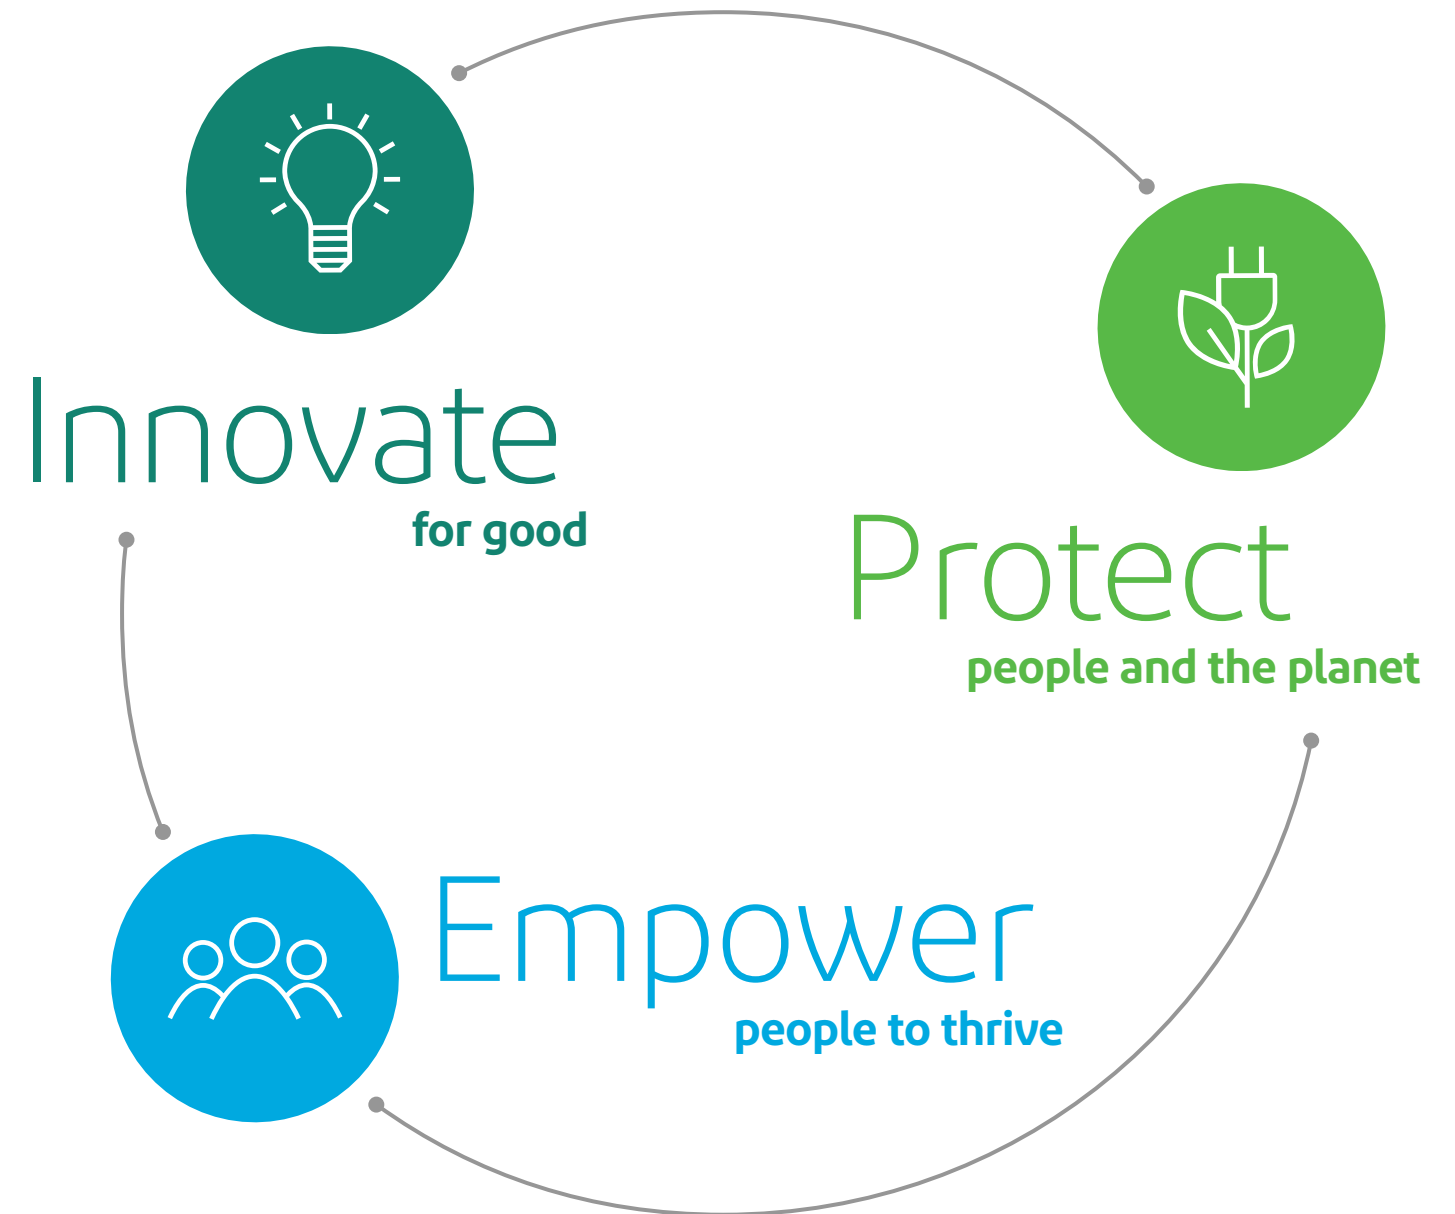 Innovate
for good
Protect
people and the planet
Empower
people to thrive